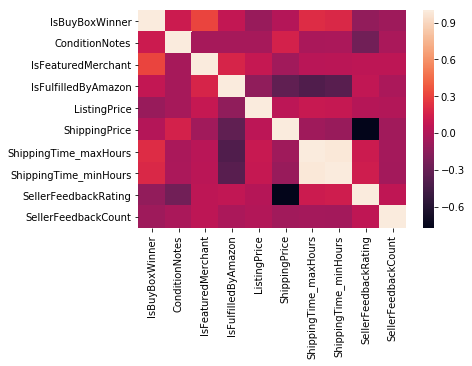 IsBuyBoxWinner
ConditionNotes
IsFeaturedMerchant
IsFulfilledByAmazon
ListingPrice
ShippingPrice
ShippingTime_maxHours
ShippingTime_minHours
SellerFeedbackRating
SellerFeedbackCount
IsBuyBoxWinner
ConditionNotes
IsFeaturedMerchant
IsFulfilledByAmazon
ListingPrice
ShippingPrice
ShippingTime_maxHours
ShippingTime_minHours
SellerFeedbackRating
SellerFeedbackCount
0.9
0.6
0.3
0.0
−0.3
−0.6